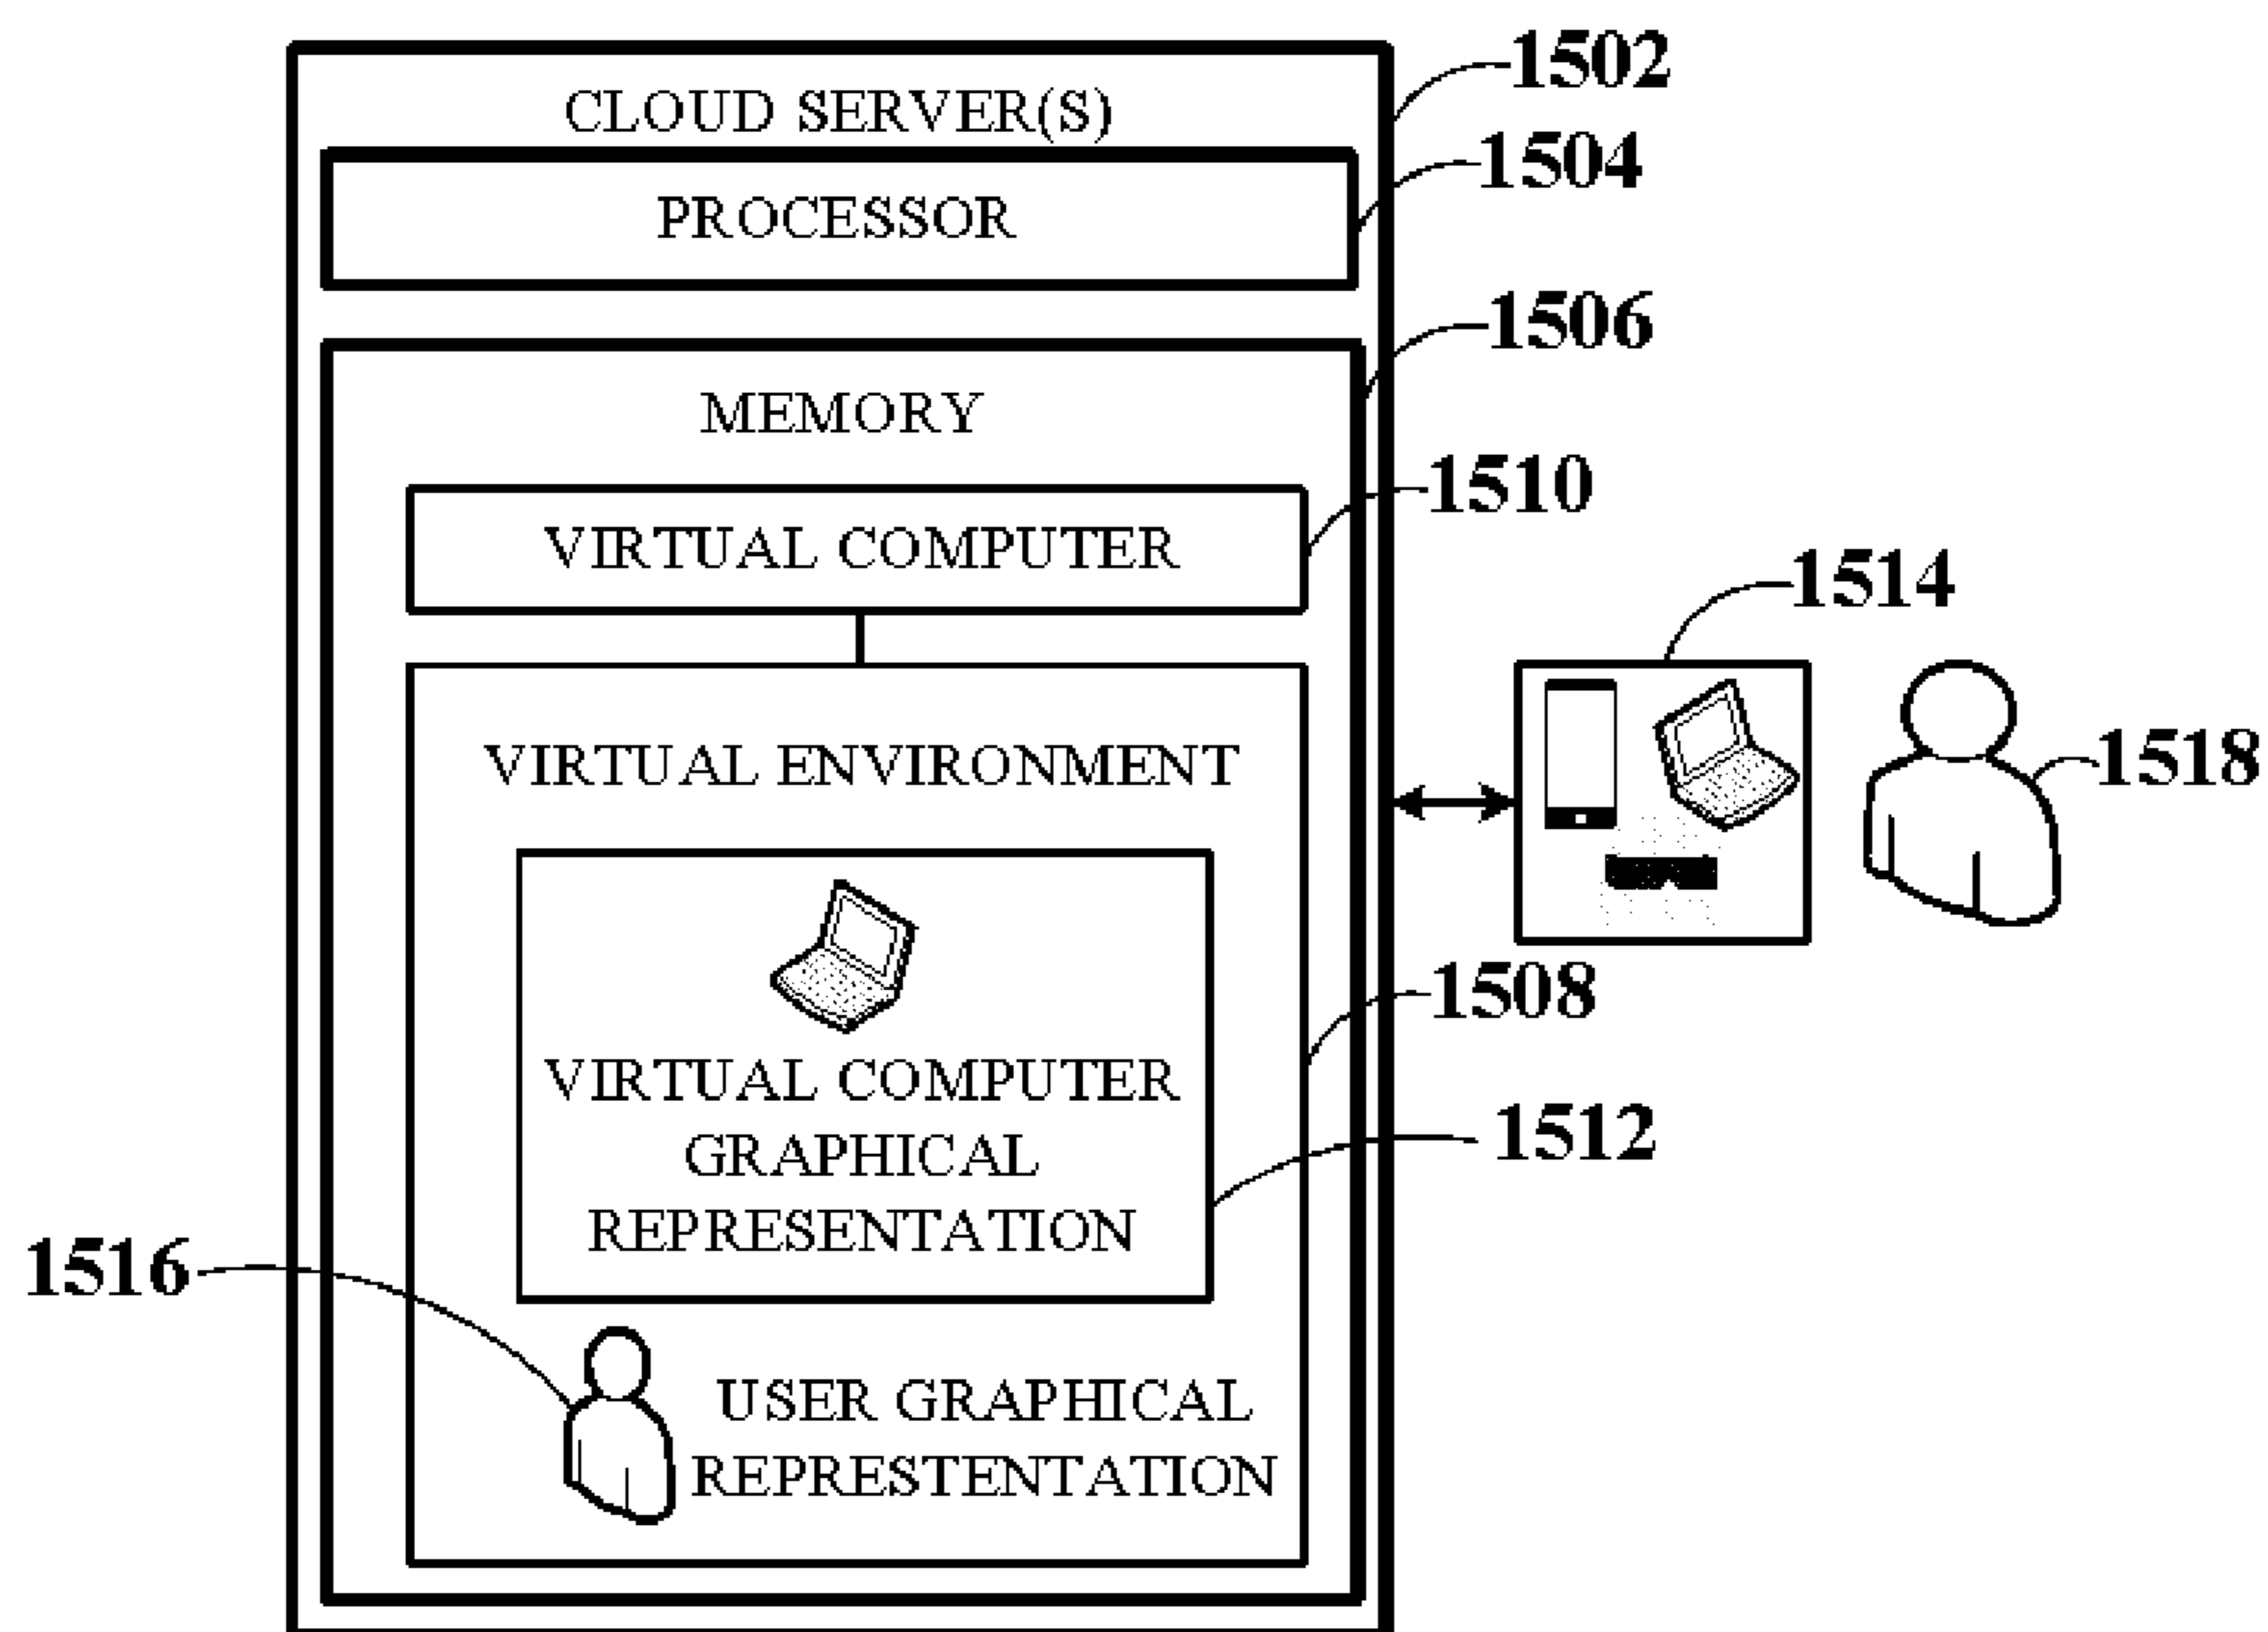 1502
CLOUD SERVER(S)
1504
PROCESSOR
1506
MEMORY
1510
VIRTUAL COMPUTER
1514
VIRTUAL ENVIRONMENT
1518
1508
VIRTUAL COMPUTER
GRAPHICAL
REPRESENTATION
1512
1516
USER GRAPHICAL
REPRESTENTATION